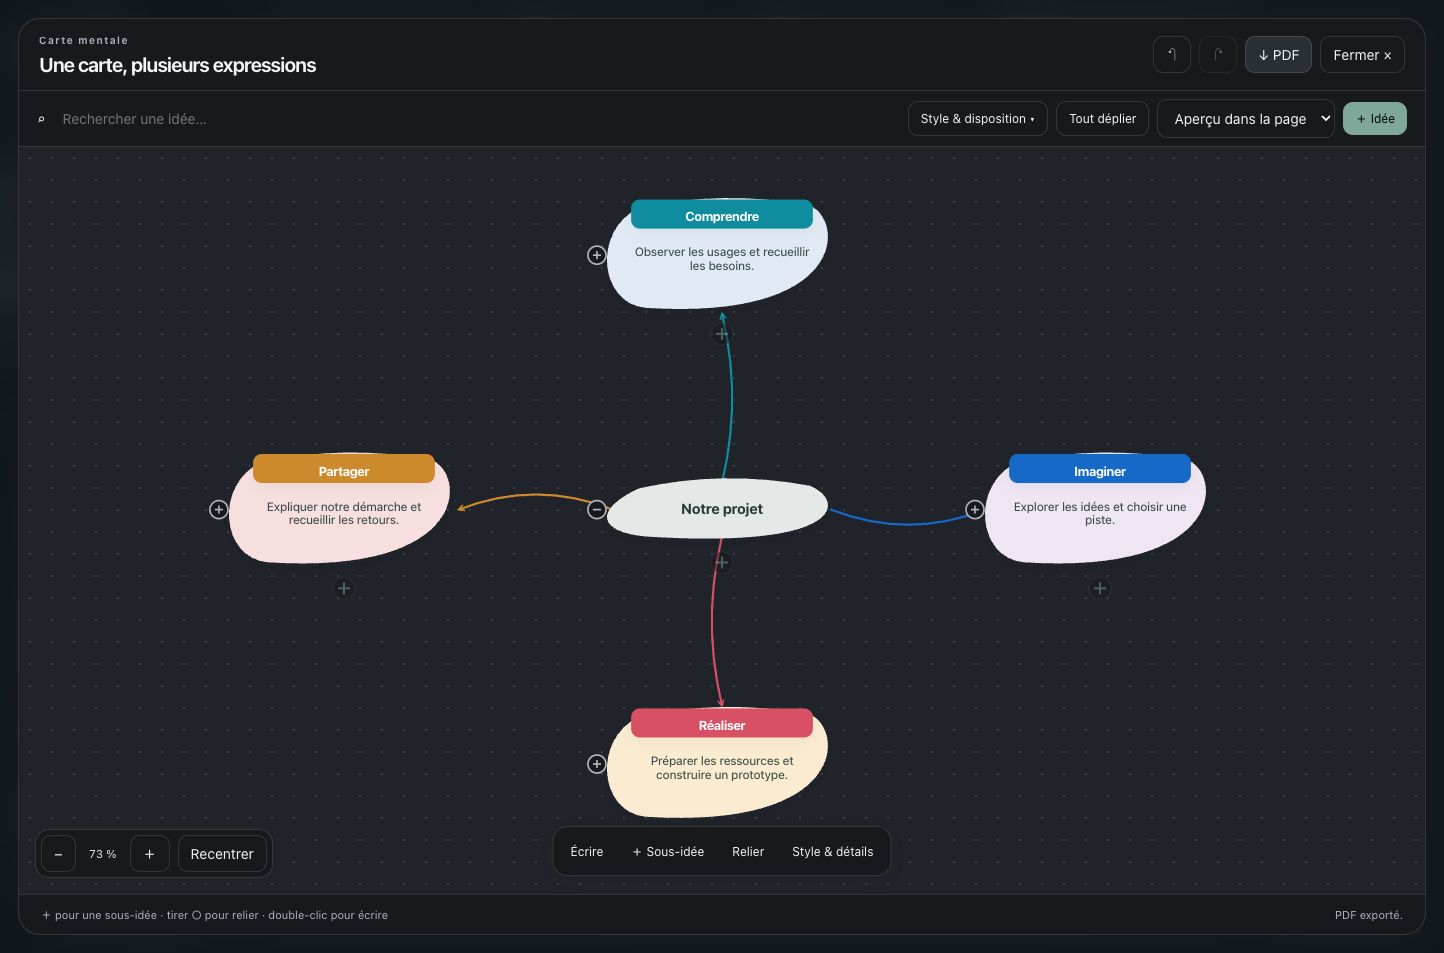 Carte mentale
Une carte, plusieurs expressions
↓ PDF
Fermer ×
Rechercher une idée...
Style & disposition ▾
Tout déplier
Aperçu dans la page
+ Idée
Comprendre
Observer les usages et recueillir
les besoins.
Partager
Expliquer notre démarche et
recueillir les retours.
Notre projet
Imaginer
Explorer les idées et choisir une
piste.
Réaliser
Préparer les ressources et
construire un prototype.
− 73 % + Recentrer
Écrire
+ Sous-idée
Relier
Style & détails
+ pour une sous-idée · tirer ○ pour relier · double-clic pour écrire
PDF exporté.